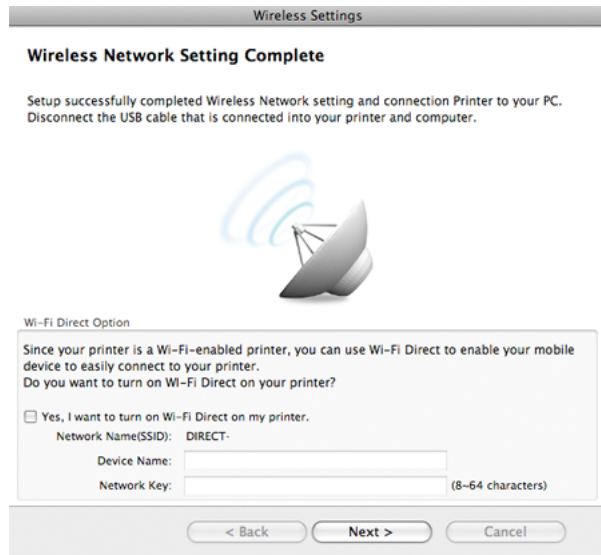 Wireless Settings
Wireless Network Setting Complete
Setup successfully completed Wireless Network setting and connection Printer to your PC.
Disconnect the USB cable that is connected into your printer and computer.
Wi-Fi Direct Option
Since your printer is a Wi-Fi-enabled printer, you can use Wi-Fi Direct to enable your mobile
device to easily connect to your printer.
Do you want to turn on WI-Fi Direct on your printer?
Yes, I want to turn on Wi-Fi Direct on my printer.
Network Name(SSID): DIRECT-
Device Name:
Network Key: (8~64 characters)
< Back Next > Cancel